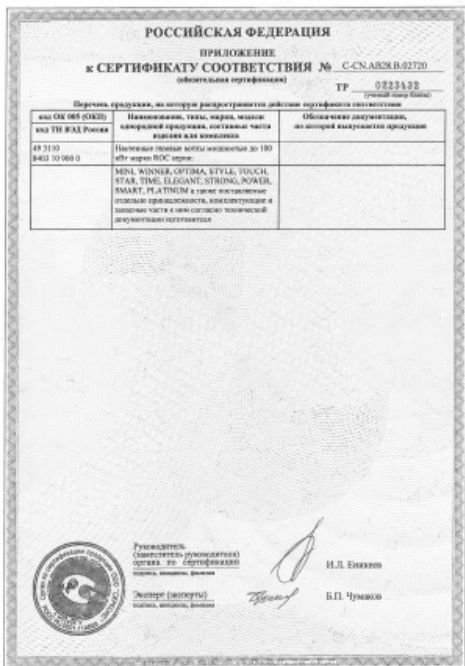 РОССИЙСКАЯ ФЕДЕРАЦИЯ
ПРИЛОЖЕНИЕ
к СЕРТИФИКАТУ СООТВЕТСТВИЯ № C-CN.АВ28.В.02720
(обязательная сертификация)
ТР 0223432
(учетный номер бланка)
Перечень продукции, на которую распространяется действие сертификата соответствия
код ОК 005 (ОКП)
код ТН ВЭД России
Наименование, типы, марки, модели
однородной продукции, составные части
изделия или комплекса
Обозначение документации,
по которой выпускается продукция
49 3110
8403 10 900 0
Настенные газовые котлы мощностью до 100
кВт марки ROC серии:
MINI, WINNER, OPTIMA, STYLE, TOUCH,
STAR, TIME, ELEGANT, STRONG, POWER,
SMART, PLATINUM а также поставляемые
отдельно принадлежности, комплектующие и
запасные части к ним согласно технической
документации изготовителя
Руководитель
(заместитель руководителя)
органа по сертификации
подпись, инициалы, фамилия
И.Л. Еникеев
Эксперт (эксперты)
подпись, инициалы, фамилия
Б.П. Чумаков